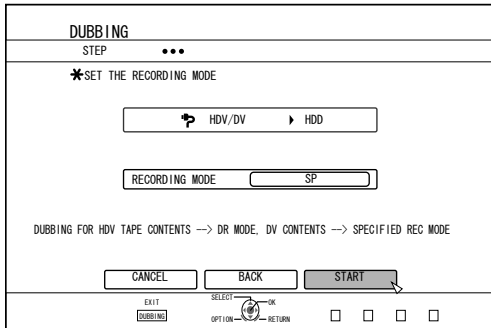 DUBBING
STEP
*SET THE RECORDING MODE
HDV/DV HDD
RECORDING MODE SP
DUBBING FOR HDV TAPE CONTENTS --> DR MODE, DV CONTENTS --> SPECIFIED REC MODE
CANCEL BACK START
EXIT SELECT OK
DUBBING OPTION RETURN